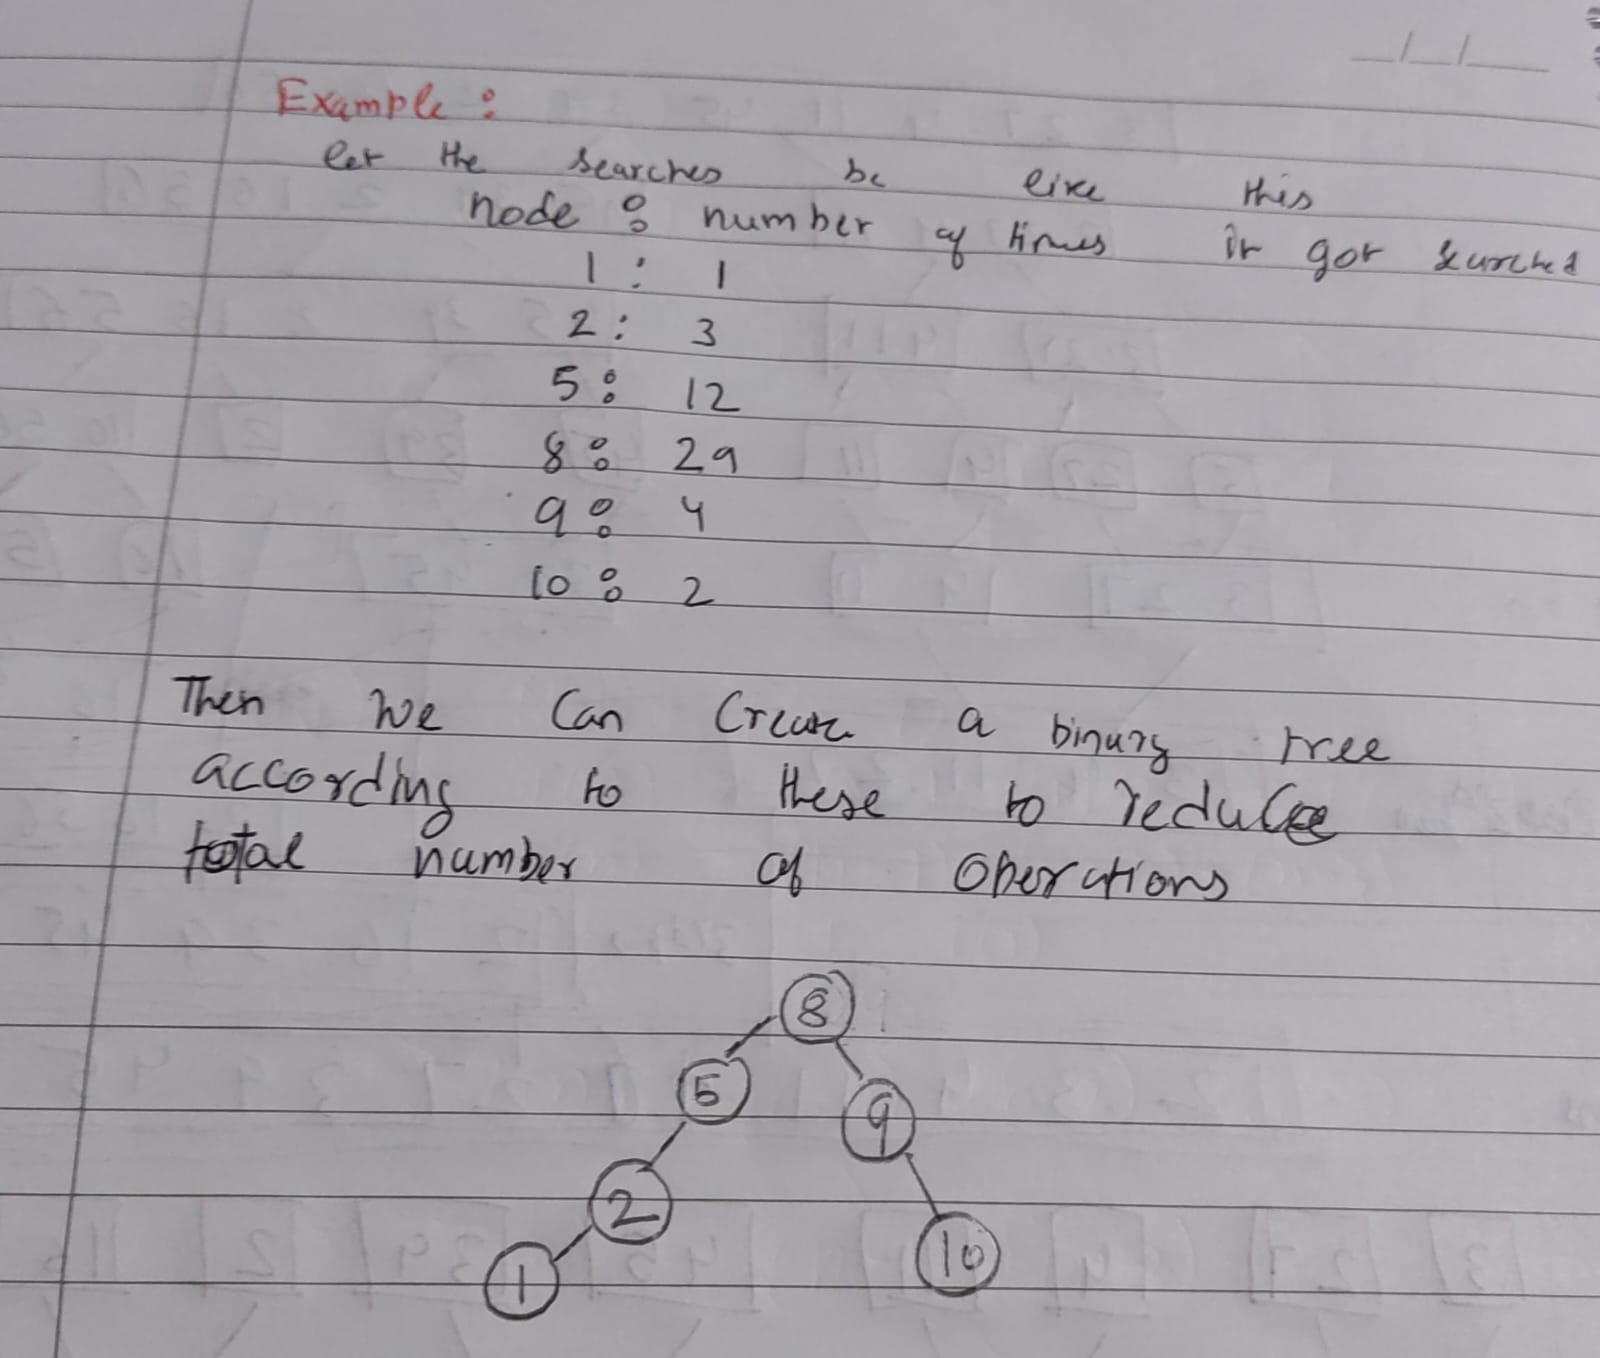 Example :
let the searches be like this
node : number of times it got searched
1 : 1
2 : 3
5 : 12
8 : 29
9 : 4
10 : 2
Then we Can Create a binary tree
according to these to reduce
total number of operations
8
5
9
2
10
1